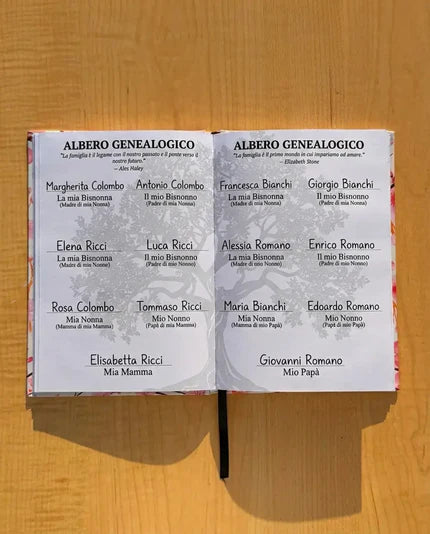 ALBERO GENEALOGICO
"La famiglia è il legame con il nostro passato e il ponte verso il
nostro futuro."
– Alex Haley
Margherita Colombo Antonio Colombo
La mia Bisnonna Il mio Bisnonno
(Madre di mia Nonna) (Padre di mia Nonna)
Elena Ricci Luca Ricci
La mia Bisnonna Il mio Bisnonno
(Madre di mio Nonno) (Padre di mio Nonno)
Rosa Colombo Tommaso Ricci
Mia Nonna Mio Nonno
(Mamma di mia Mamma) (Papà di mia Mamma)
Elisabetta Ricci
Mia Mamma
ALBERO GENEALOGICO
"La famiglia è il primo mondo in cui impariamo ad amare."
– Elizabeth Stone
Francesca Bianchi Giorgio Bianchi
La mia Bisnonna Il mio Bisnonno
(Madre di mia Nonna) (Padre di mia Nonna)
Alessia Romano Enrico Romano
La mia Bisnonna Il mio Bisnonno
(Madre di mio Nonno) (Padre di mio Nonno)
Maria Bianchi Edoardo Romano
Mia Nonna Mio Nonno
(Mamma di mio Papà) (Papà di mio Papà)
Giovanni Romano
Mio Papà